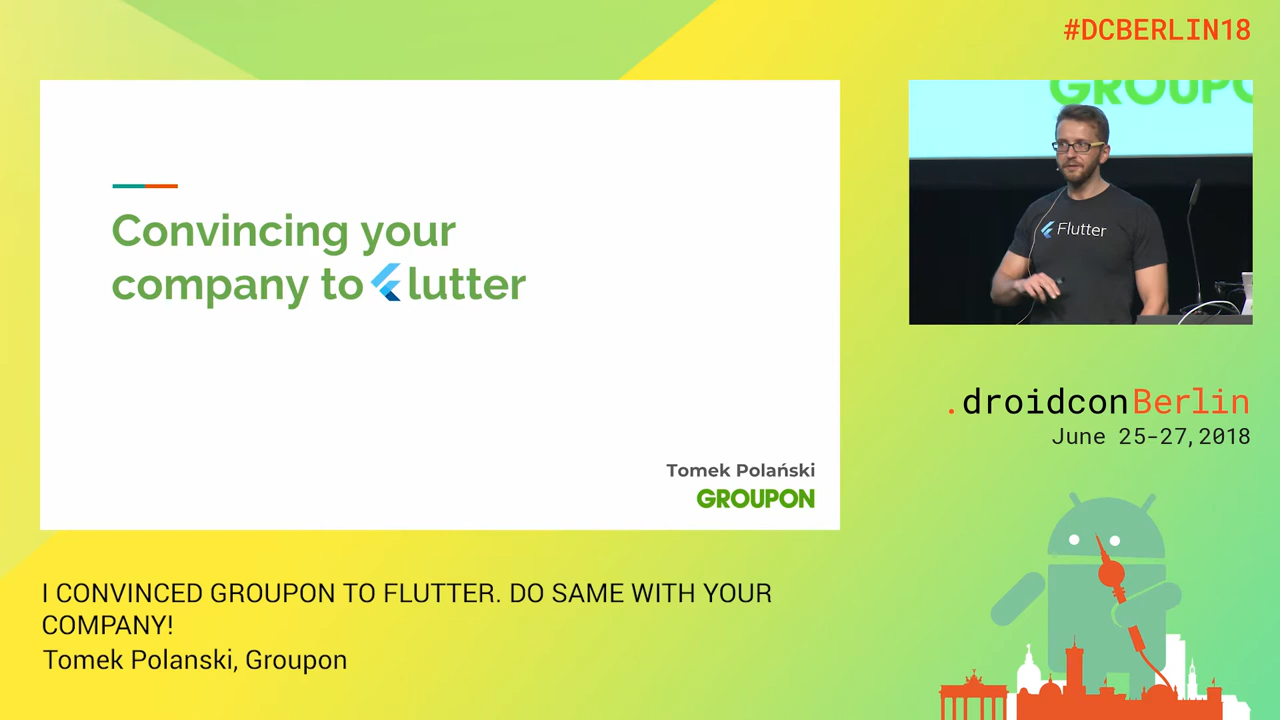 #DCBERLIN18
GROUPO
Flutter
Convincing your
company to lutter
Tomek Polański
GROUPON
.droidconBerlin
June 25-27,2018
I CONVINCED GROUPON TO FLUTTER. DO SAME WITH YOUR
COMPANY!
Tomek Polanski, Groupon